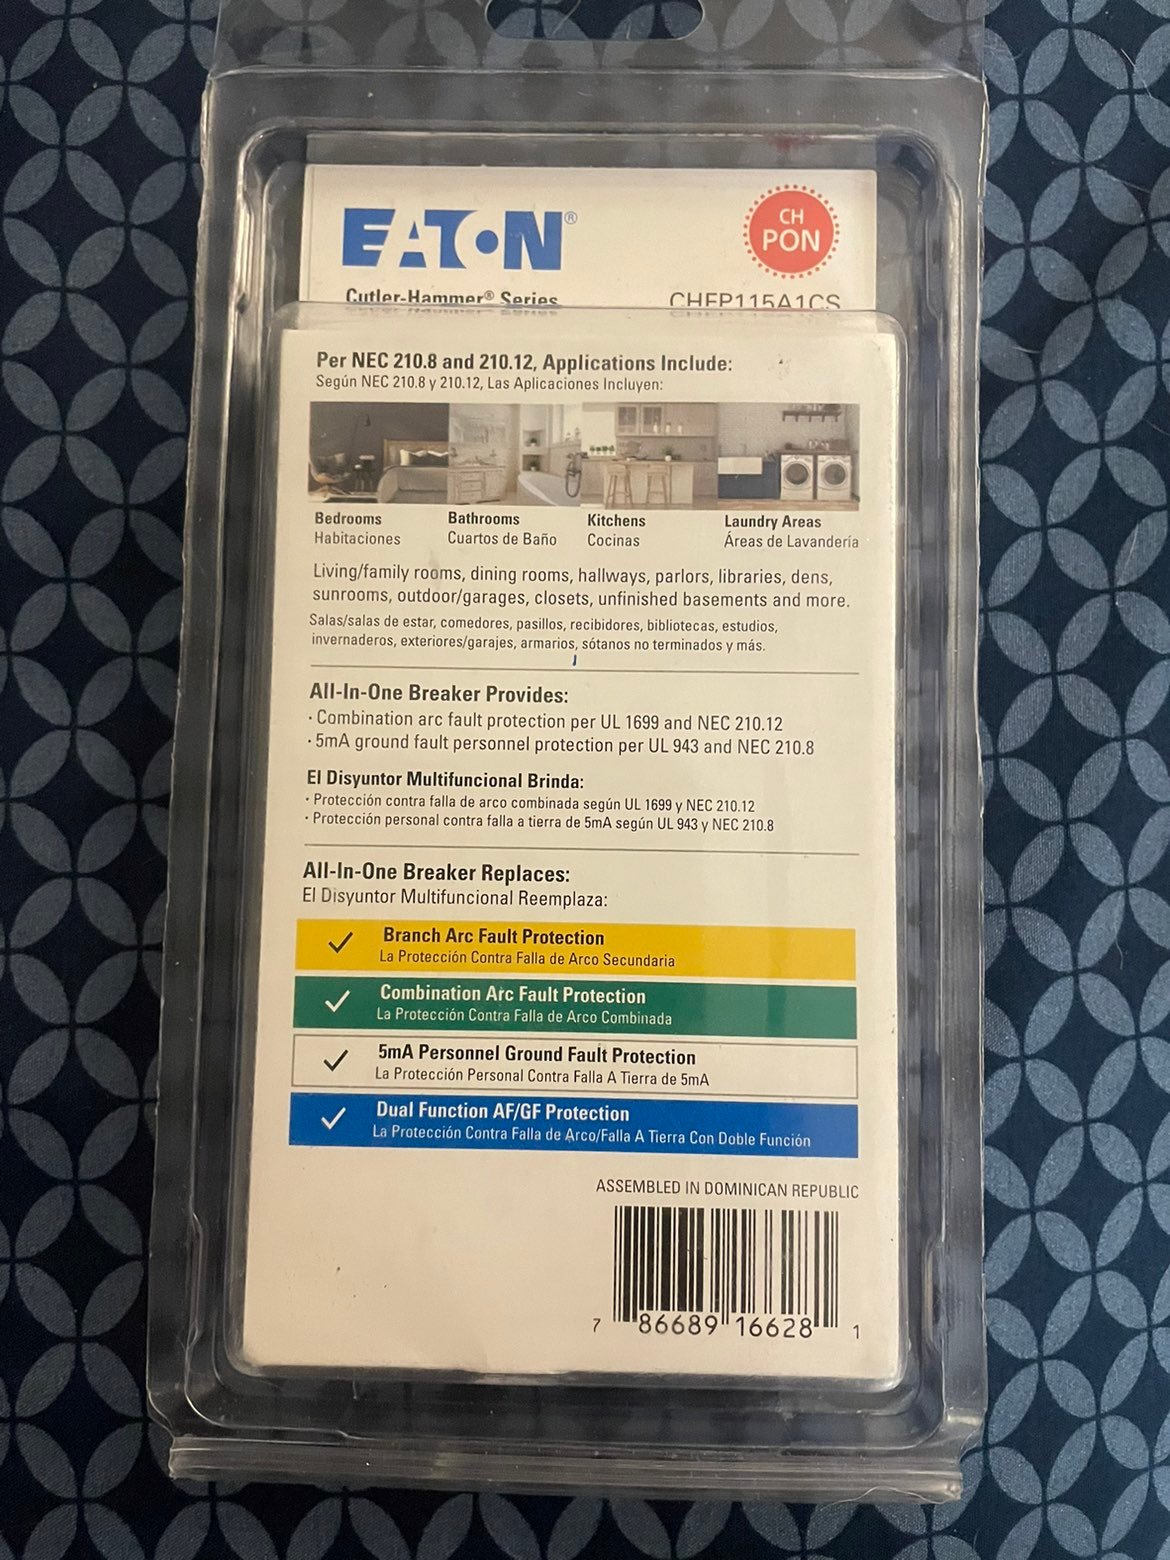 EATON®
CH
PON
Cutler-Hammer® Series
CHFP115A1CS
Per NEC 210.8 and 210.12, Applications Include:
Según NEC 210.8 y 210.12, Las Aplicaciones Incluyen:
Bedrooms
Habitaciones
Bathrooms
Cuartos de Baño
Kitchens
Cocinas
Laundry Areas
Áreas de Lavandería
Living/family rooms, dining rooms, hallways, parlors, libraries, dens,
sunrooms, outdoor/garages, closets, unfinished basements and more.
Salas/salas de estar, comedores, pasillos, recibidores, bibliotecas, estudios,
invernaderos, exteriores/garajes, armarios, sótanos no terminados y más.
All-In-One Breaker Provides:
· Combination arc fault protection per UL 1699 and NEC 210.12
· 5mA ground fault personnel protection per UL 943 and NEC 210.8
El Disyuntor Multifuncional Brinda:
· Protección contra falla de arco combinada según UL 1699 y NEC 210.12
· Protección personal contra falla a tierra de 5mA según UL 943 y NEC 210.8
All-In-One Breaker Replaces:
El Disyuntor Multifuncional Reemplaza:
Branch Arc Fault Protection
La Protección Contra Falla de Arco Secundaria
Combination Arc Fault Protection
La Protección Contra Falla de Arco Combinada
5mA Personnel Ground Fault Protection
La Protección Personal Contra Falla A Tierra de 5mA
Dual Function AF/GF Protection
La Protección Contra Falla de Arco/Falla A Tierra Con Doble Función
ASSEMBLED IN DOMINICAN REPUBLIC
7 86689 16628 1